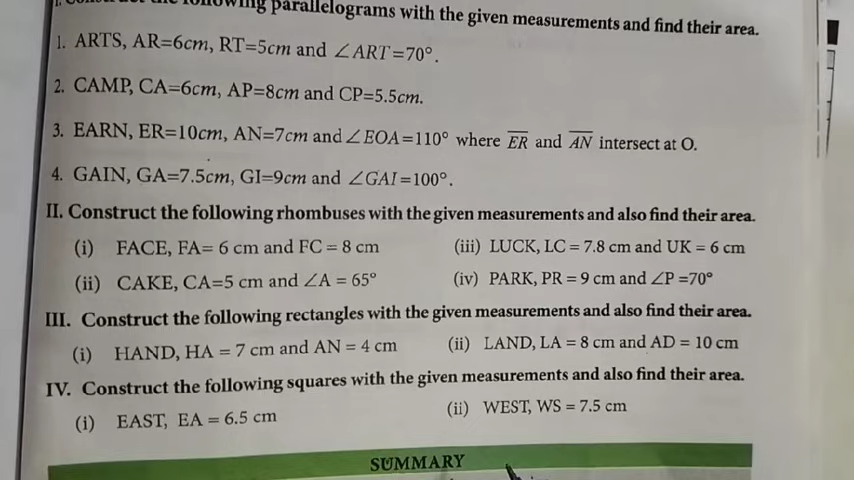 following parallelograms with the given measurements and find their area.
1. ARTS, AR=6cm, RT=5cm and ∠ART=70°.
2. CAMP, CA=6cm, AP=8cm and CP=5.5cm.
3. EARN, ER=10cm, AN=7cm and ∠EOA=110° where E̅R̅ and A̅N̅ intersect at O.
4. GAIN, GA=7.5cm, GI=9cm and ∠GAI=100°.
II. Construct the following rhombuses with the given measurements and also find their area.
(i) FACE, FA= 6 cm and FC = 8 cm (iii) LUCK, LC = 7.8 cm and UK = 6 cm
(ii) CAKE, CA=5 cm and ∠A = 65° (iv) PARK, PR = 9 cm and ∠P =70°
III. Construct the following rectangles with the given measurements and also find their area.
(i) HAND, HA = 7 cm and AN = 4 cm (ii) LAND, LA = 8 cm and AD = 10 cm
IV. Construct the following squares with the given measurements and also find their area.
(i) EAST, EA = 6.5 cm (ii) WEST, WS = 7.5 cm
SUMMARY